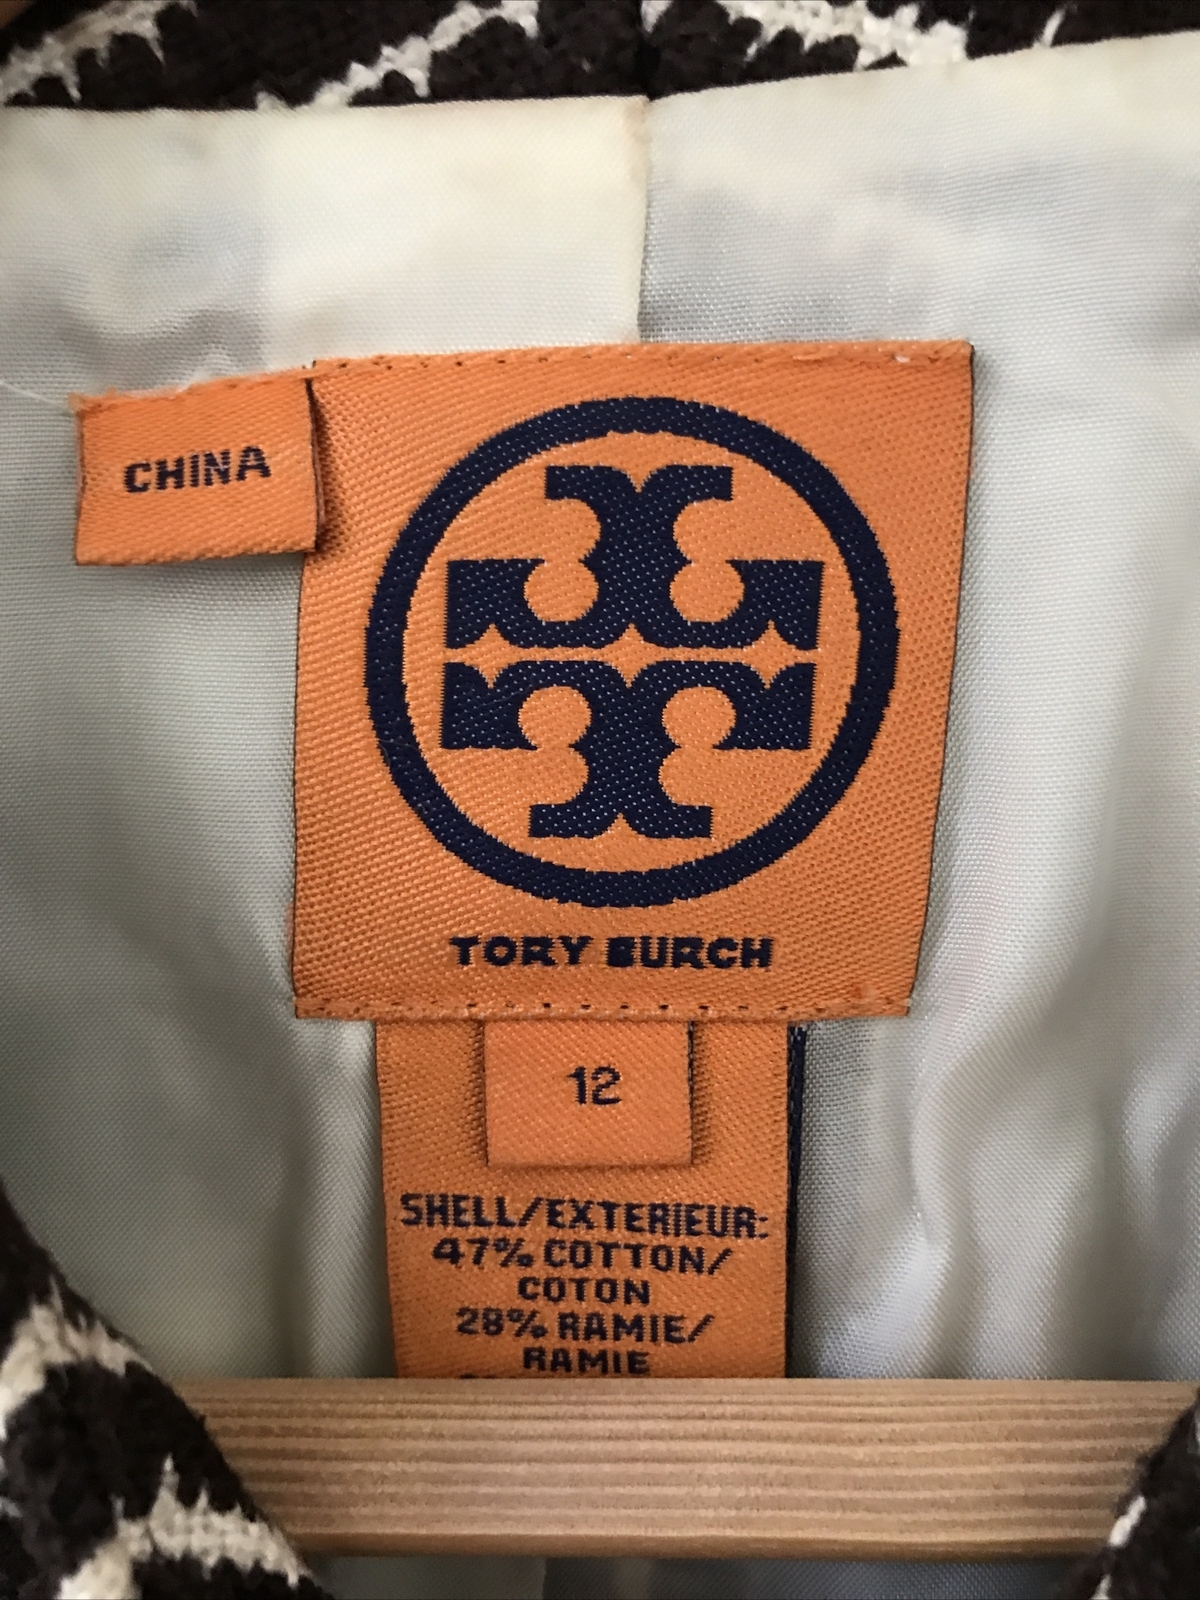 CHINA
TORY BURCH
12
SHELL/EXTERIEUR:
47% COTTON/
COTON
28% RAMIE/
RAMIE